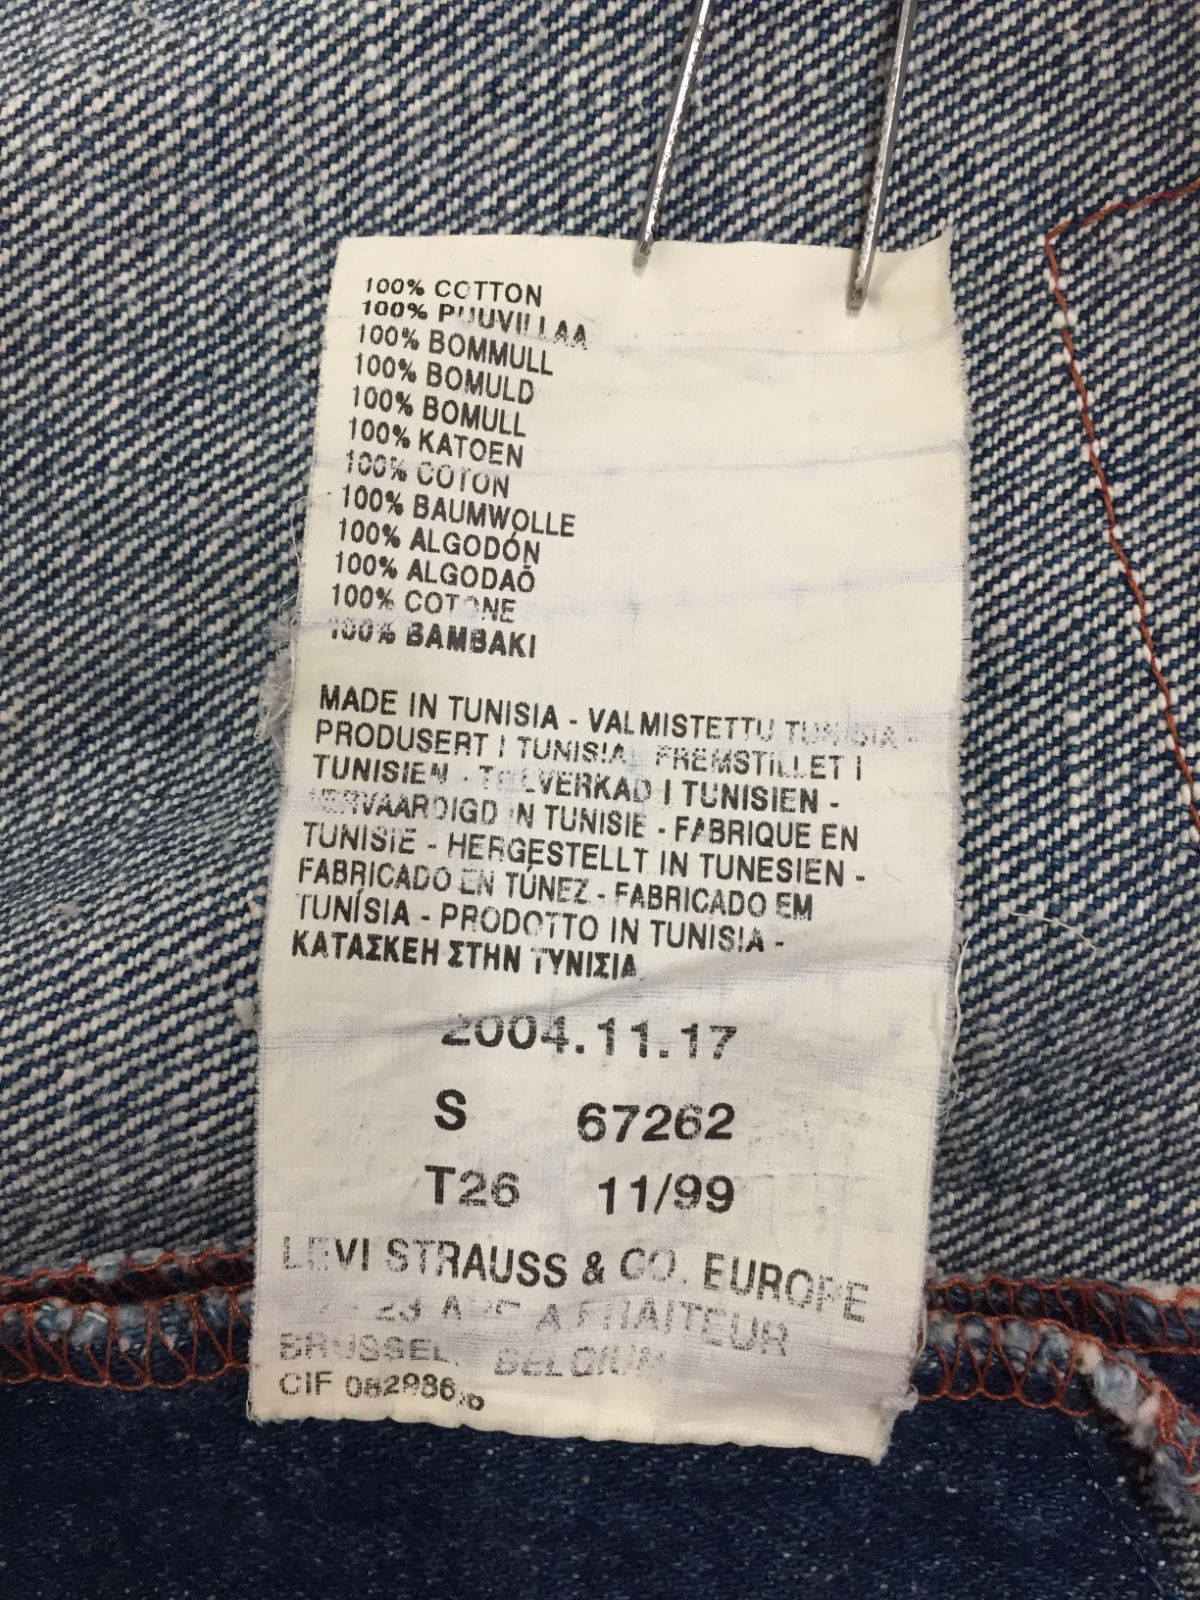 100% COTTON
100% PUUVILLAA
100% BOMMULL
100% BOMULD
100% BOMULL
100% KATOEN
100% COTON
100% BAUMWOLLE
100% ALGODÓN
100% ALGODAÕ
100% COTONE
100% BAMBAKI
MADE IN TUNISIA - VALMISTETTU TUNISIA -
PRODUSERT I TUNISIA FREMSTILLET I
TUNISIEN - TILLVERKAD I TUNISIEN -
VERVAARDIGD IN TUNISIE - FABRIQUE EN
TUNISIE - HERGESTELLT IN TUNESIEN -
FABRICADO EN TÚNEZ - FABRICADO EM
TUNÍSIA - PRODOTTO IN TUNISIA -
ΚΑΤΑΣΚΕΗ ΣΤΗΝ ΤΥΝΙΣΙΑ
2004.11.17
S 67262
T26 11/99
LEVI STRAUSS & CO. EUROPE
BRUSSEL, BELGIUM
CIF